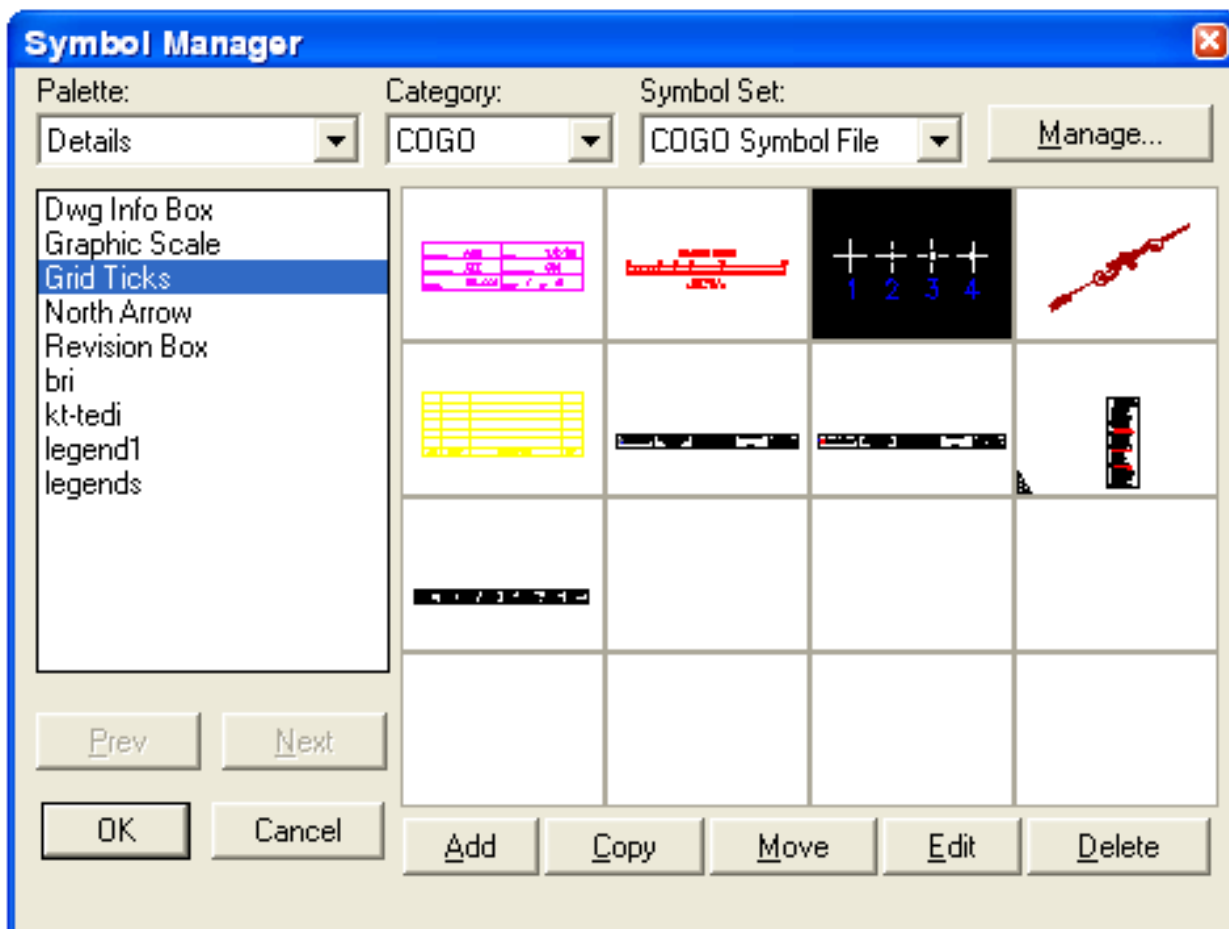 Symbol Manager
Palette: Category: Symbol Set:
Details COGO COGO Symbol File Manage...
Dwg Info Box
Graphic Scale
Grid Ticks
North Arrow
Revision Box
bri
kt-tedi
legend1
legends
1 2 3 4
Prev Next
OK Cancel
Add Copy Move Edit Delete